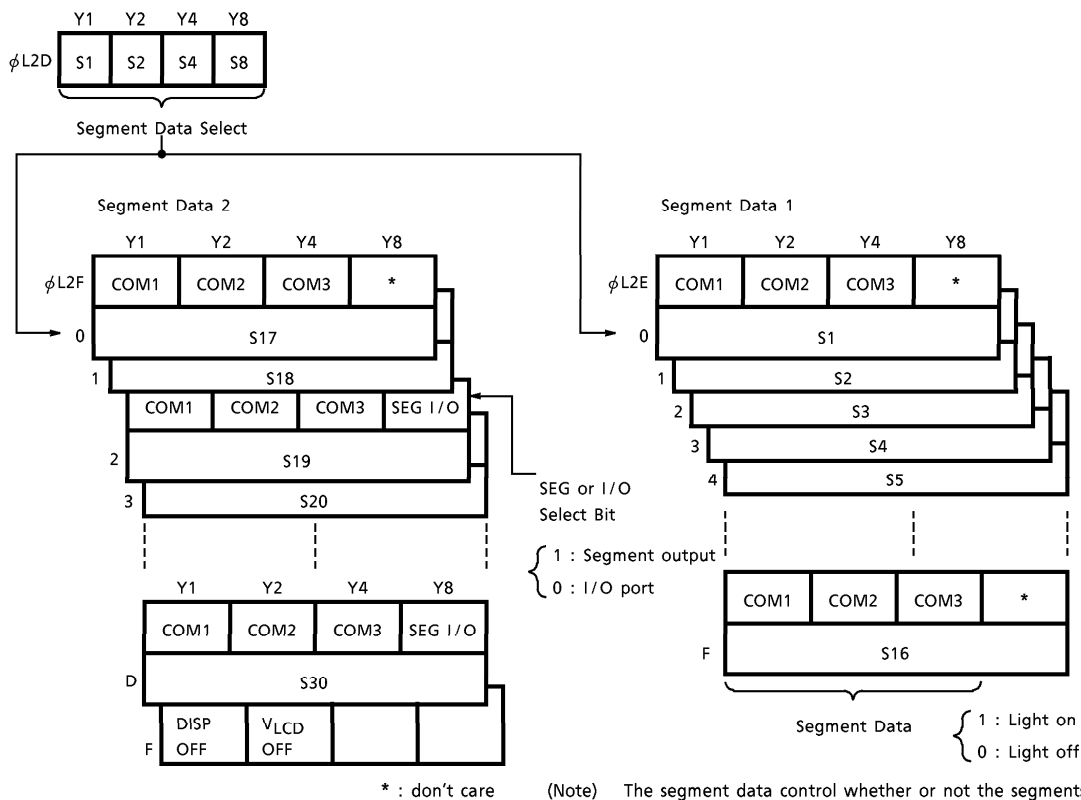 Y1 Y2 Y4 Y8
φL2D S1 S2 S4 S8
Segment Data Select
Segment Data 2
Y1 Y2 Y4 Y8
φL2F COM1 COM2 COM3 *
0 S17
1 S18
COM1 COM2 COM3 SEG I/O
2 S19
3 S20
SEG or I/O
Select Bit
1 : Segment output
0 : I/O port
Y1 Y2 Y4 Y8
COM1 COM2 COM3 SEG I/O
D S30
F DISP OFF VLCD OFF
Segment Data 1
Y1 Y2 Y4 Y8
φL2E COM1 COM2 COM3 *
0 S1
1 S2
2 S3
3 S4
4 S5
COM1 COM2 COM3 *
F S16
Segment Data
1 : Light on
0 : Light off
* : don't care (Note) The segment data control whether or not the segments